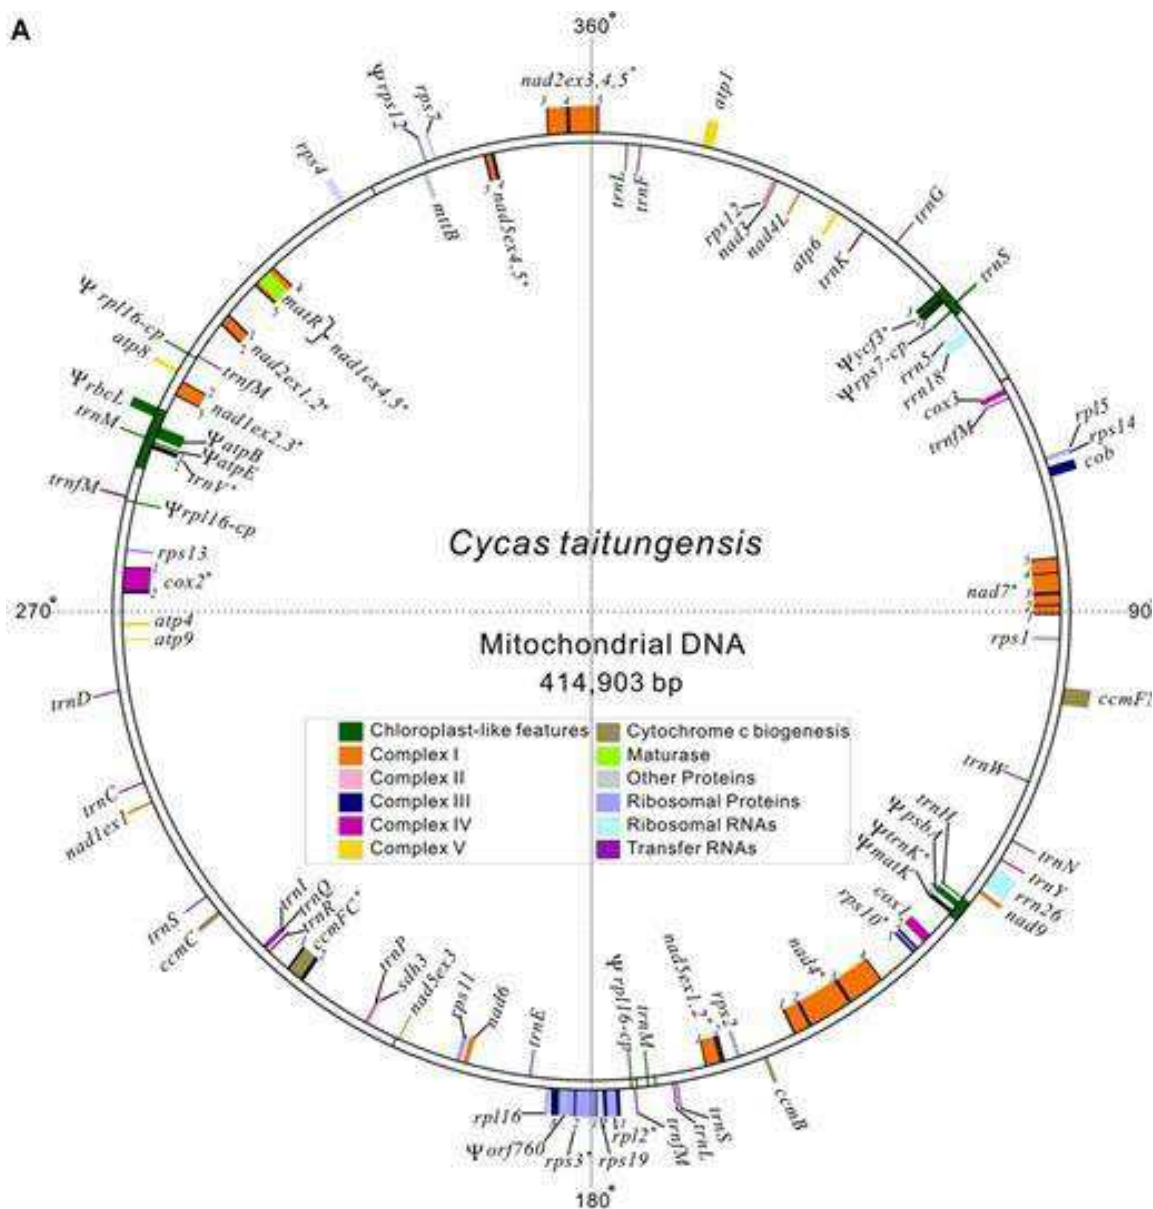 A
360°
nad2ex3,4,5*
atp1
trnL
trnF
rps12
nad3
nad4L
atp6
trnK
trnG
trnS
Ψycf3*
Ψrps7-cp
rrn5
rrn18
cox3
trnfM
rpl5
rps14
cob
nad7*
90°
rps1
ccmF
trnW
trnH
ΨpsbA
ΨtrnK*
ΨmatK
trnN
trnY
rrn26
nad9
cox1
rps10*
nad4*
ccmB
rps2
nad5ex1,2*
trnM
Ψrpl16-cp
trnS
trnL
trnfM
rpl2*
rps19
rps3*
Ψorf760
rpl16
180°
trnE
nad6
rps11
nad5ex3
sdh3
trnP
ccmFC*
trnR
trnQ
trnI
ccmC
trnS
nad1ex1
trnC
trnD
atp9
atp4
270°
cox2*
rps13
Ψrpl16-cp
trnfM
trnV*
ΨatpE
ΨatpB
trnM
ΨrbcL
nad1ex2,3*
atp8
trnfM
Ψrpl16-cp
nad2ex1,2*
nad1ex4,5*
matR
rps4
Ψrps12
rps7
mttB
nad5ex4,5*
Cycas taitungensis
Mitochondrial DNA
414,903 bp
Chloroplast-like features
Complex I
Complex II
Complex III
Complex IV
Complex V
Cytochrome c biogenesis
Maturase
Other Proteins
Ribosomal Proteins
Ribosomal RNAs
Transfer RNAs